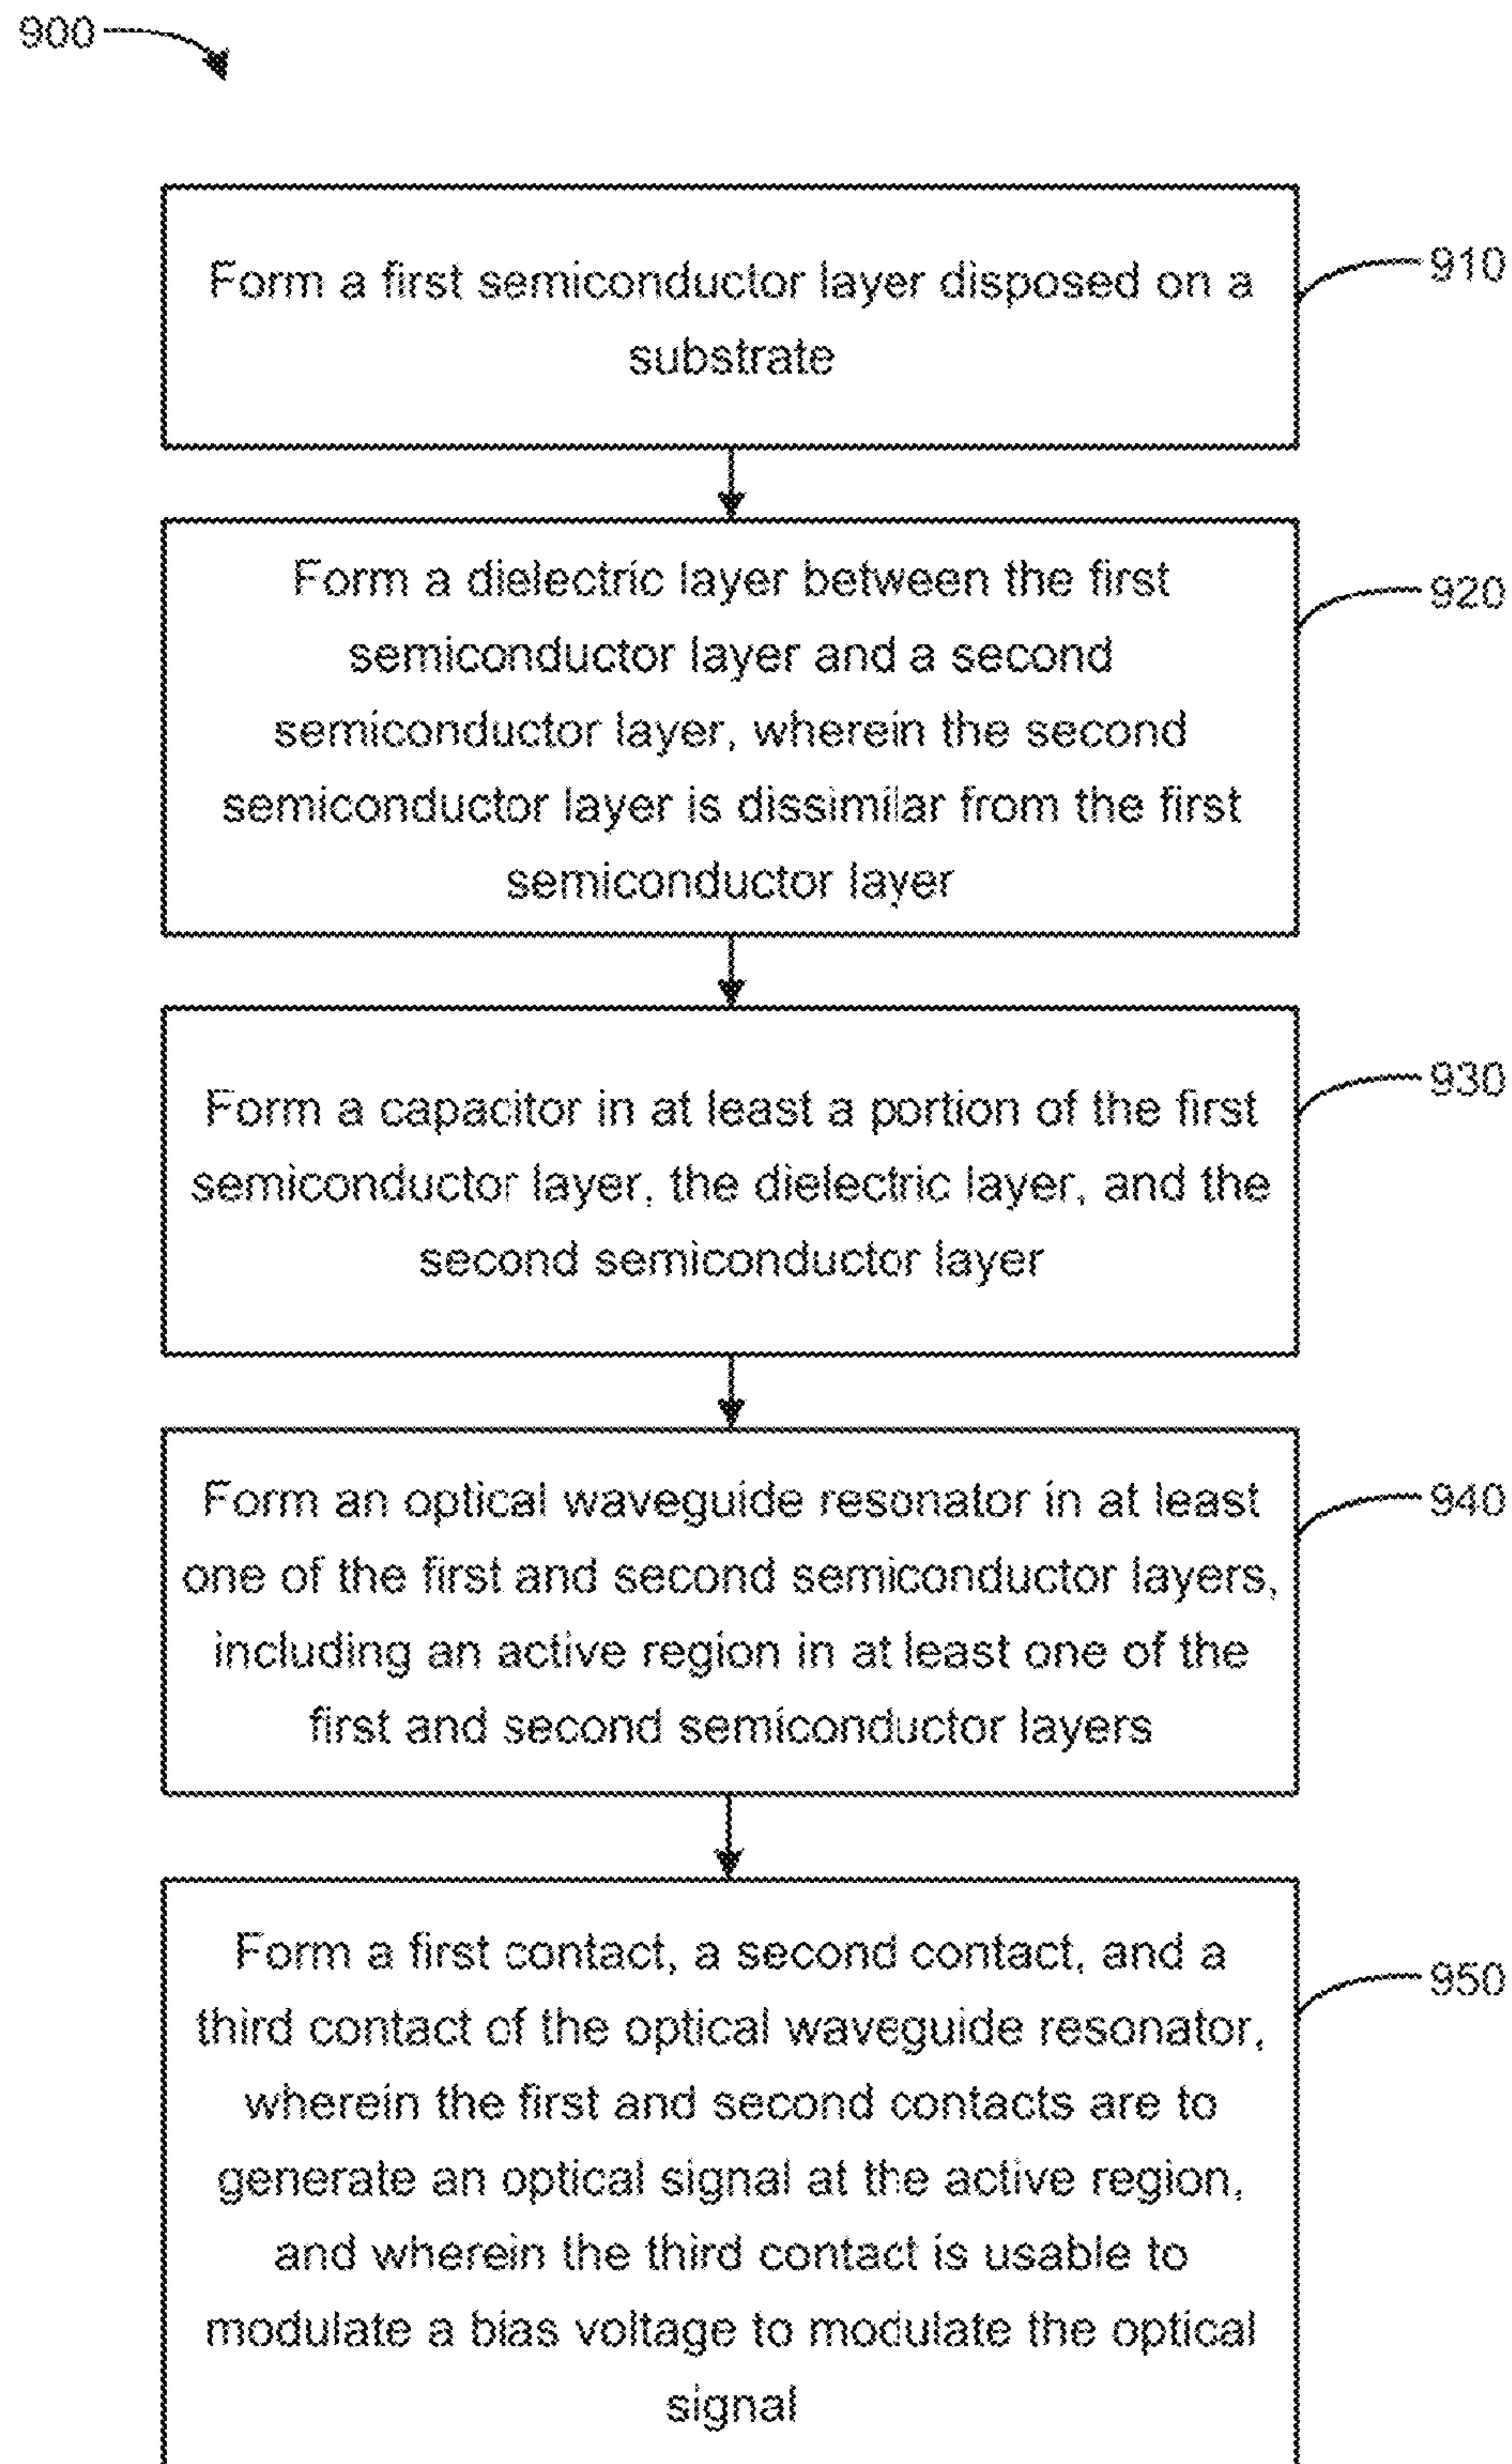 900
Form a first semiconductor layer disposed on a
substrate
910
Form a dielectric layer between the first
semiconductor layer and a second
semiconductor layer, wherein the second
semiconductor layer is dissimilar from the first
semiconductor layer
920
Form a capacitor in at least a portion of the first
semiconductor layer, the dielectric layer, and the
second semiconductor layer
930
Form an optical waveguide resonator in at least
one of the first and second semiconductor layers,
including an active region in at least one of the
first and second semiconductor layers
940
Form a first contact, a second contact, and a
third contact of the optical waveguide resonator,
wherein the first and second contacts are to
generate an optical signal at the active region,
and wherein the third contact is usable to
modulate a bias voltage to modulate the optical
signal
950